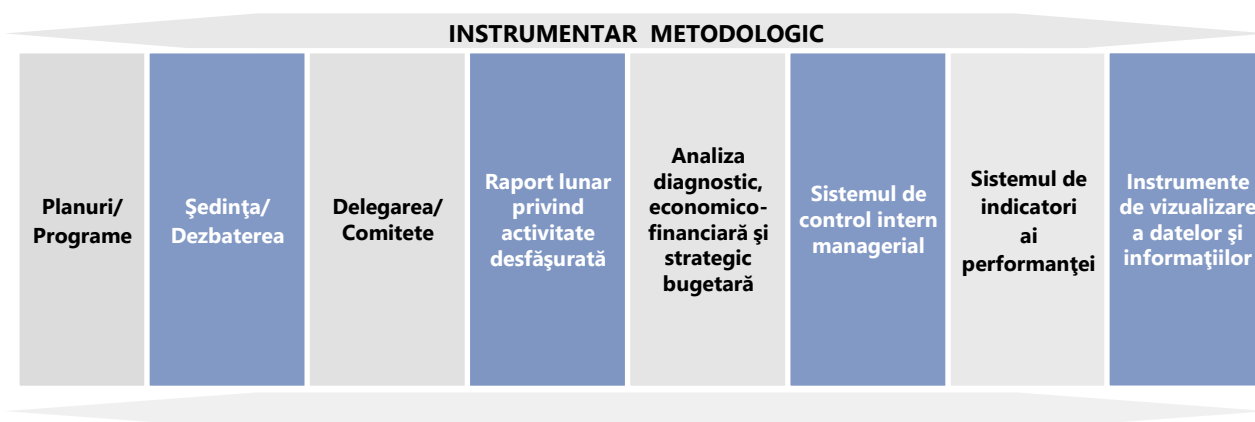 INSTRUMENTAR METODOLOGIC
Planuri/
Programe
Şedinţa/
Dezbaterea
Delegarea/
Comitete
Raport lunar
privind
activitate
desfăşurată
Analiza
diagnostic,
economico-
financiară şi
strategic
bugetară
Sistemul de
control intern
managerial
Sistemul de
indicatori
ai
performanţei
Instrumente
de vizualizare
a datelor şi
informaţiilor